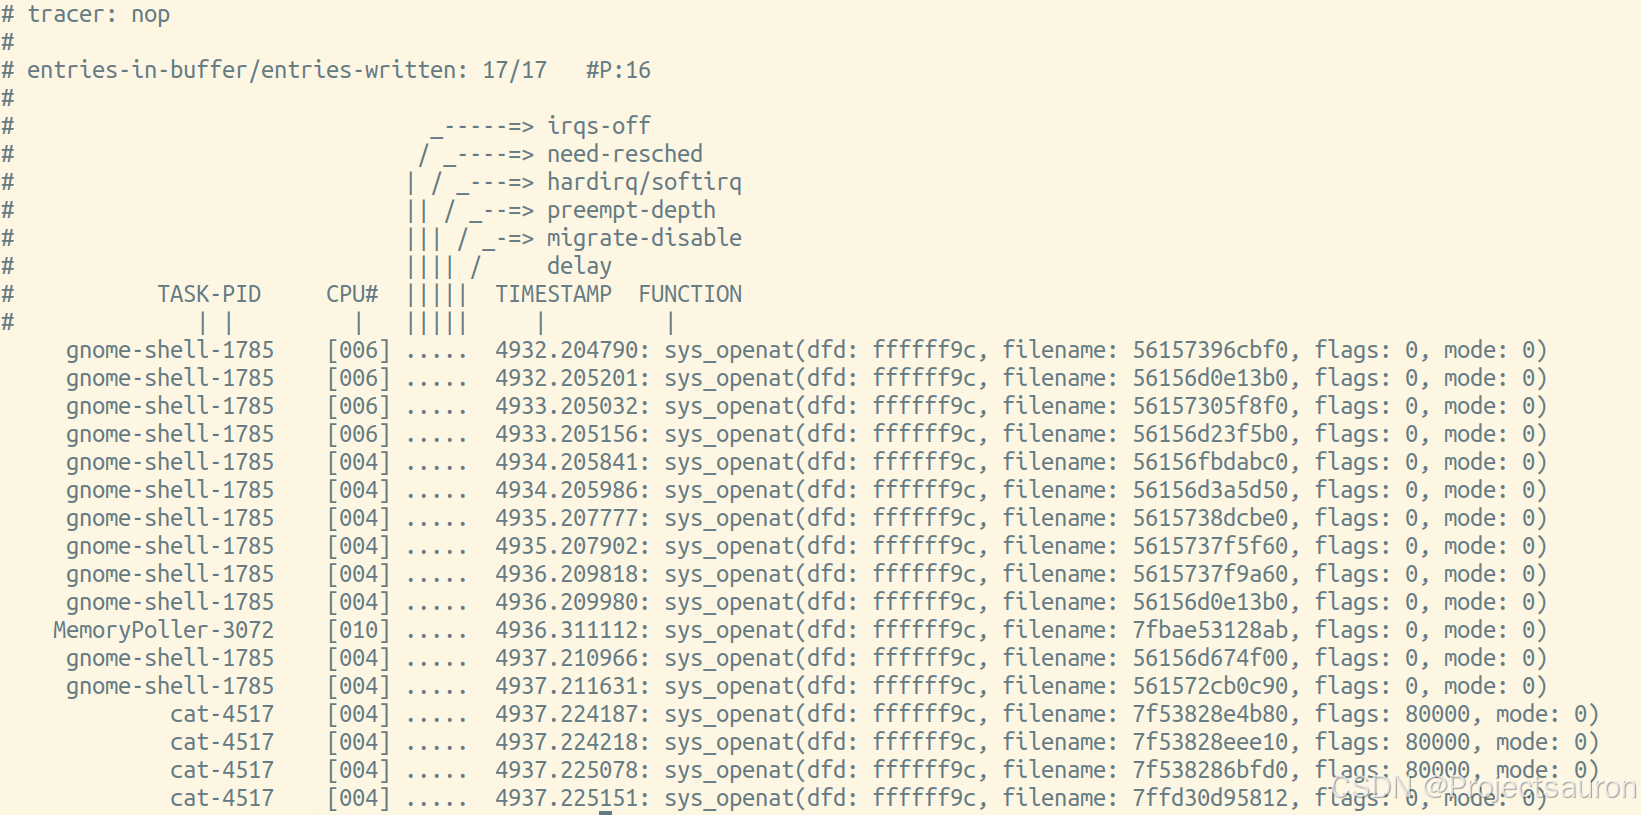 # tracer: nop
#
# entries-in-buffer/entries-written: 17/17   #P:16
#
#                                _-----=> irqs-off
#                               / _----=> need-resched
#                              | / _---=> hardirq/softirq
#                              || / _--=> preempt-depth
#                              ||| / _-=> migrate-disable
#                              |||| /     delay
#           TASK-PID     CPU#  |||||  TIMESTAMP  FUNCTION
#              | |         |   |||||     |         |
     gnome-shell-1785    [006] .....  4932.204790: sys_openat(dfd: ffffff9c, filename: 56157396cbf0, flags: 0, mode: 0)
     gnome-shell-1785    [006] .....  4932.205201: sys_openat(dfd: ffffff9c, filename: 56156d0e13b0, flags: 0, mode: 0)
     gnome-shell-1785    [006] .....  4933.205032: sys_openat(dfd: ffffff9c, filename: 56157305f8f0, flags: 0, mode: 0)
     gnome-shell-1785    [006] .....  4933.205156: sys_openat(dfd: ffffff9c, filename: 56156d23f5b0, flags: 0, mode: 0)
     gnome-shell-1785    [004] .....  4934.205841: sys_openat(dfd: ffffff9c, filename: 56156fbdabc0, flags: 0, mode: 0)
     gnome-shell-1785    [004] .....  4934.205986: sys_openat(dfd: ffffff9c, filename: 56156d3a5d50, flags: 0, mode: 0)
     gnome-shell-1785    [004] .....  4935.207777: sys_openat(dfd: ffffff9c, filename: 5615738dcbe0, flags: 0, mode: 0)
     gnome-shell-1785    [004] .....  4935.207902: sys_openat(dfd: ffffff9c, filename: 5615737f5f60, flags: 0, mode: 0)
     gnome-shell-1785    [004] .....  4936.209818: sys_openat(dfd: ffffff9c, filename: 5615737f9a60, flags: 0, mode: 0)
     gnome-shell-1785    [004] .....  4936.209980: sys_openat(dfd: ffffff9c, filename: 56156d0e13b0, flags: 0, mode: 0)
    MemoryPoller-3072    [010] .....  4936.311112: sys_openat(dfd: ffffff9c, filename: 7fbae53128ab, flags: 0, mode: 0)
     gnome-shell-1785    [004] .....  4937.210966: sys_openat(dfd: ffffff9c, filename: 56156d674f00, flags: 0, mode: 0)
     gnome-shell-1785    [004] .....  4937.211631: sys_openat(dfd: ffffff9c, filename: 561572cb0c90, flags: 0, mode: 0)
             cat-4517    [004] .....  4937.224187: sys_openat(dfd: ffffff9c, filename: 7f53828e4b80, flags: 80000, mode: 0)
             cat-4517    [004] .....  4937.224218: sys_openat(dfd: ffffff9c, filename: 7f53828eee10, flags: 80000, mode: 0)
             cat-4517    [004] .....  4937.225078: sys_openat(dfd: ffffff9c, filename: 7f538286bfd0, flags: 80000, mode: 0)
             cat-4517    [004] .....  4937.225151: sys_openat(dfd: ffffff9c, filename: 7ffd30d95812, flags: 0, mode: 0)
CSDN @Projectsauron